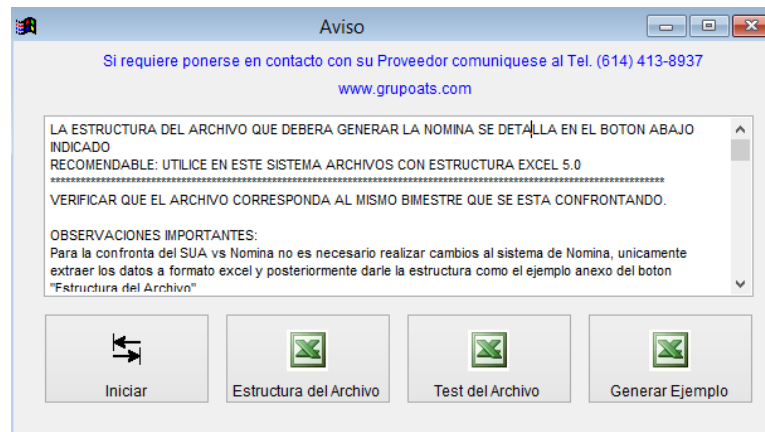 Aviso
Si requiere ponerse en contacto con su Proveedor comuniquese al Tel. (614) 413-8937
www.grupoats.com
LA ESTRUCTURA DEL ARCHIVO QUE DEBERA GENERAR LA NOMINA SE DETALLA EN EL BOTON ABAJO
INDICADO
RECOMENDABLE: UTILICE EN ESTE SISTEMA ARCHIVOS CON ESTRUCTURA EXCEL 5.0
*********************************************************************************************************************
VERIFICAR QUE EL ARCHIVO CORRESPONDA AL MISMO BIMESTRE QUE SE ESTA CONFRONTANDO.
OBSERVACIONES IMPORTANTES:
Para la confronta del SUA vs Nomina no es necesario realizar cambios al sistema de Nomina, unicamente
extraer los datos a formato excel y posteriormente darle la estructura como el ejemplo anexo del boton
"Estructura del Archivo"
Iniciar
Estructura del Archivo
Test del Archivo
Generar Ejemplo